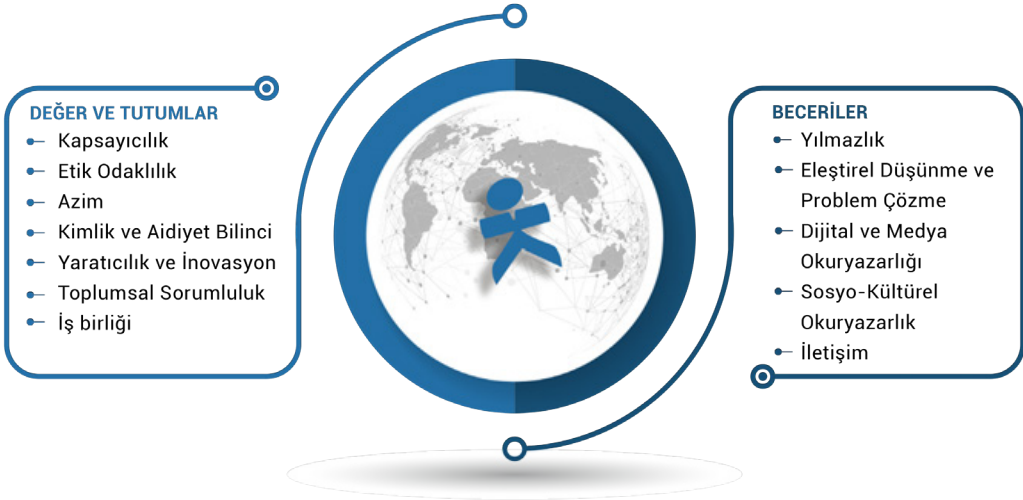 DEĞER VE TUTUMLAR
Kapsayıcılık
Etik Odaklılık
Azim
Kimlik ve Aidiyet Bilinci
Yaratıcılık ve İnovasyon
Toplumsal Sorumluluk
İş birliği
BECERİLER
Yılmazlık
Eleştirel Düşünme ve
Problem Çözme
Dijital ve Medya
Okuryazarlığı
Sosyo-Kültürel
Okuryazarlık
İletişim